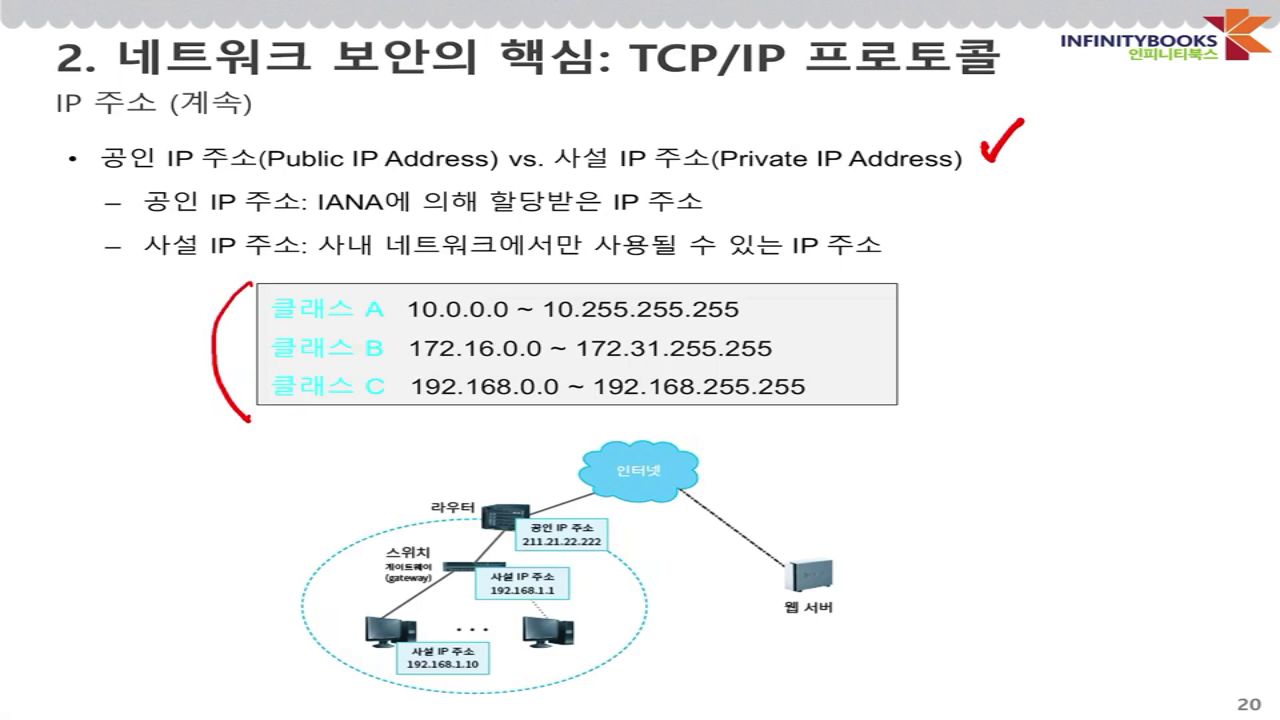 INFINITYBOOKS
인피니티북스
2. 네트워크 보안의 핵심: TCP/IP 프로토콜
IP 주소 (계속)
• 공인 IP 주소(Public IP Address) vs. 사설 IP 주소(Private IP Address)
– 공인 IP 주소: IANA에 의해 할당받은 IP 주소
– 사설 IP 주소: 사내 네트워크에서만 사용될 수 있는 IP 주소
클래스 A 10.0.0.0 ~ 10.255.255.255
클래스 B 172.16.0.0 ~ 172.31.255.255
클래스 C 192.168.0.0 ~ 192.168.255.255
인터넷
라우터
공인 IP 주소
211.21.22.222
스위치
게이트웨이
(gateway)
사설 IP 주소
192.168.1.1
웹 서버
• • •
사설 IP 주소
192.168.1.10
20